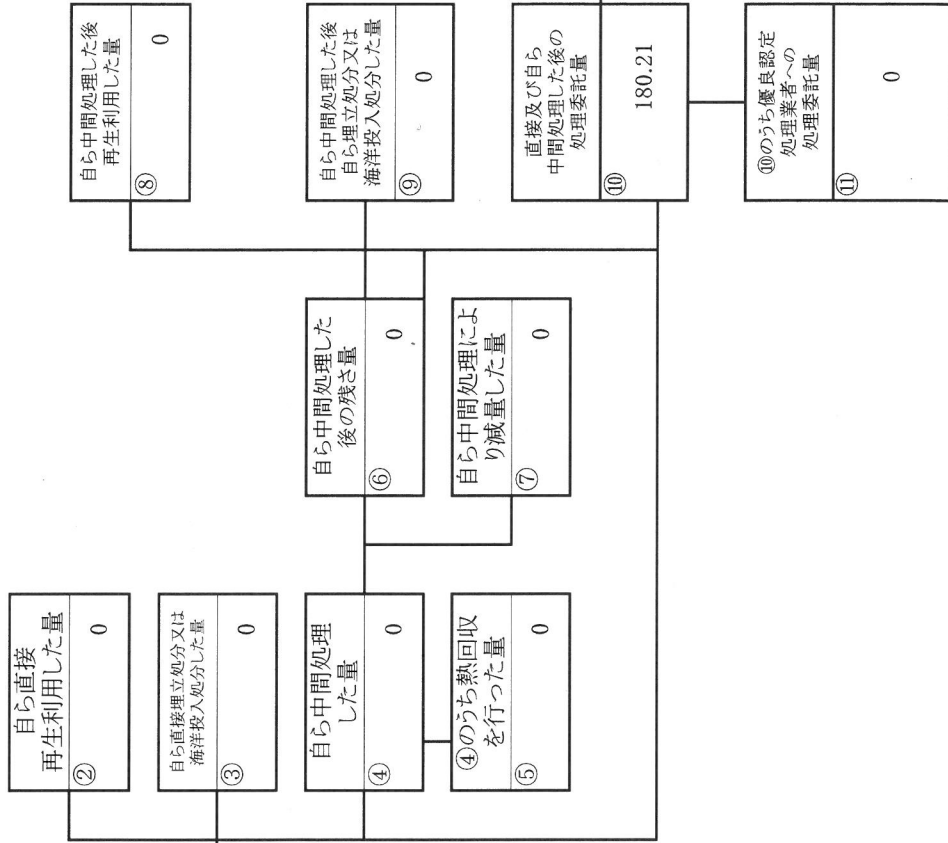 自ら直接
再生利用した量
②
0
自ら直接埋立処分又は
海洋投入処分した量
③
0
自ら中間処理
した量
④
0
④のうち熱回収
を行った量
⑤
0
自ら中間処理した
後の残さ量
⑥
0
自ら中間処理によ
り減量した量
⑦
0
自ら中間処理した後
再生利用した量
⑧
0
自ら中間処理した後
自ら埋立処分又は
海洋投入処分した量
⑨
0
直接及び自ら
中間処理した後の
処理委託量
⑩
180.21
⑩のうち優良認定
処理業者への
処理委託量
⑪
0